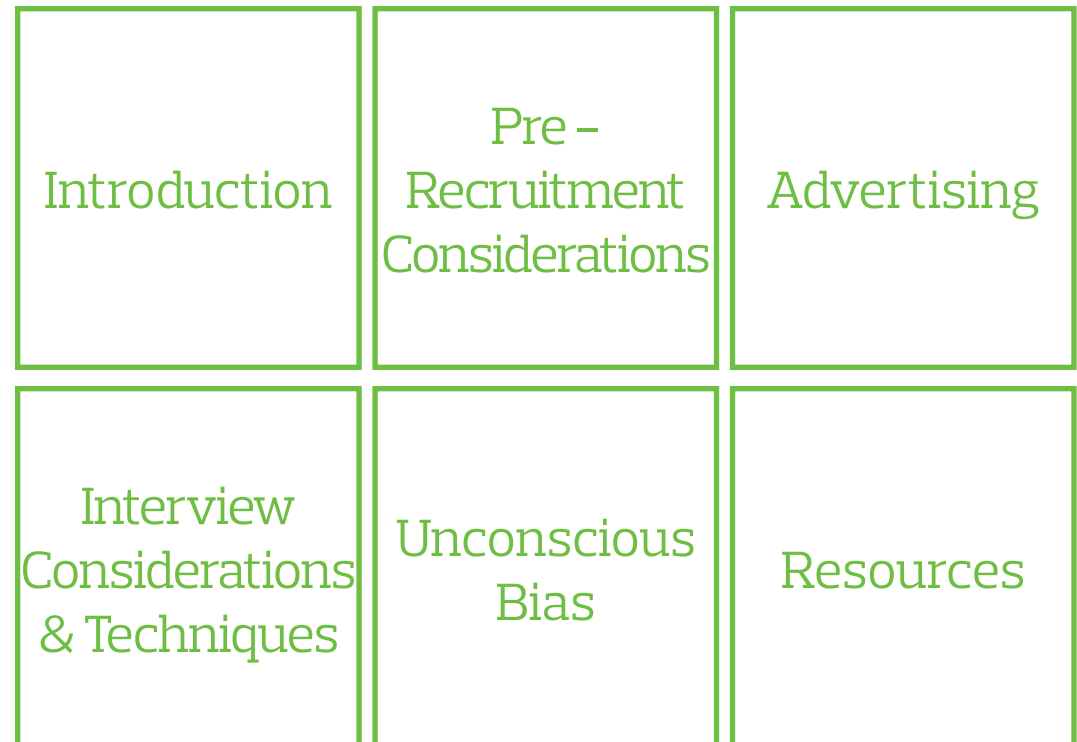 Introduction
Pre –
Recruitment
Considerations
Advertising
Interview
Considerations
& Techniques
Unconscious
Bias
Resources